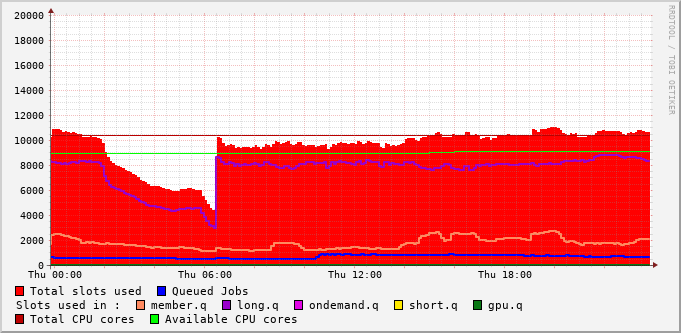 20000
18000
16000
14000
12000
10000
8000
6000
4000
2000
0
Thu 00:00 Thu 06:00 Thu 12:00 Thu 18:00
Total slots used Queued Jobs
Slots used in : member.q long.q ondemand.q short.q gpu.q
Total CPU cores Available CPU cores
RRDTOOL / TOBI OETIKER